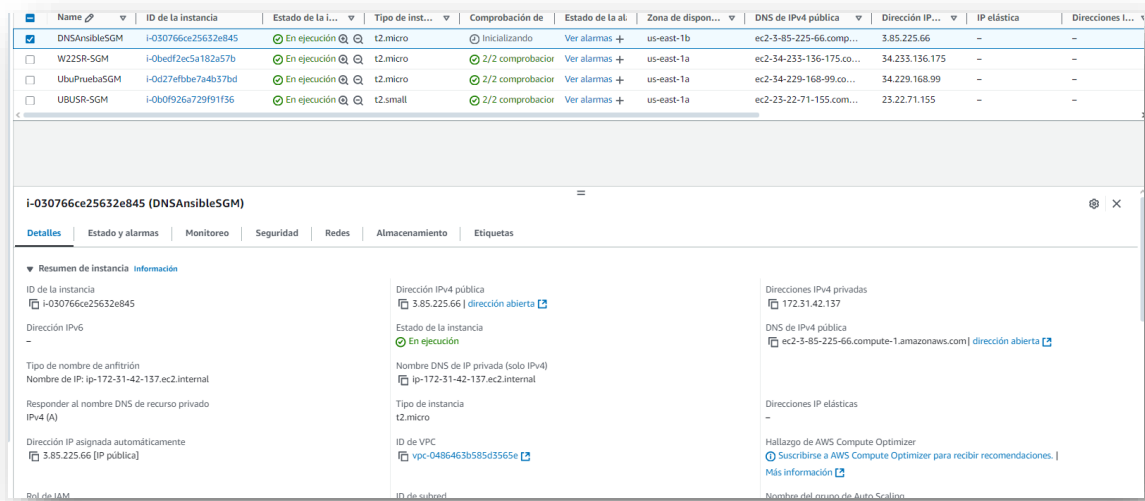 Name ID de la instancia Estado de la i... Tipo de inst... Comprobación de Estado de la al Zona de dispon... DNS de IPv4 pública Dirección IP... IP elástica Direcciones I...
DNSAnsibleSGM i-030766ce25632e845 En ejecución t2.micro Inicializando Ver alarmas + us-east-1b ec2-3-85-225-66.comp... 3.85.225.66 – –
W22SR-SGM i-0bedf2ec5a182a57b En ejecución t2.micro 2/2 comprobacior Ver alarmas + us-east-1a ec2-34-233-136-175.co... 34.233.136.175 – –
UbuPruebaSGM i-0d27efbbe7a4b37bd En ejecución t2.micro 2/2 comprobacior Ver alarmas + us-east-1a ec2-34-229-168-99.co... 34.229.168.99 – –
UBUSR-SGM i-0b0f926a729f91f36 En ejecución t2.small 2/2 comprobacior Ver alarmas + us-east-1a ec2-23-22-71-155.com... 23.22.71.155 – –
i-030766ce25632e845 (DNSAnsibleSGM)
Detalles Estado y alarmas Monitoreo Seguridad Redes Almacenamiento Etiquetas
Resumen de instancia Información
ID de la instancia Dirección IPv4 pública Direcciones IPv4 privadas
i-030766ce25632e845 3.85.225.66 | dirección abierta 172.31.42.137
Dirección IPv6 Estado de la instancia DNS de IPv4 pública
– En ejecución ec2-3-85-225-66.compute-1.amazonaws.com | dirección abierta
Tipo de nombre de anfitrión Nombre DNS de IP privada (solo IPv4)
Nombre de IP: ip-172-31-42-137.ec2.internal ip-172-31-42-137.ec2.internal
Responder al nombre DNS de recurso privado Tipo de instancia Direcciones IP elásticas
IPv4 (A) t2.micro –
Dirección IP asignada automáticamente ID de VPC Hallazgo de AWS Compute Optimizer
3.85.225.66 [IP pública] vpc-0486463b585d3565e Suscribirse a AWS Compute Optimizer para recibir recomendaciones. |
Más información
Rol de IAM ID de subred Nombre del grupo de Auto Scaling